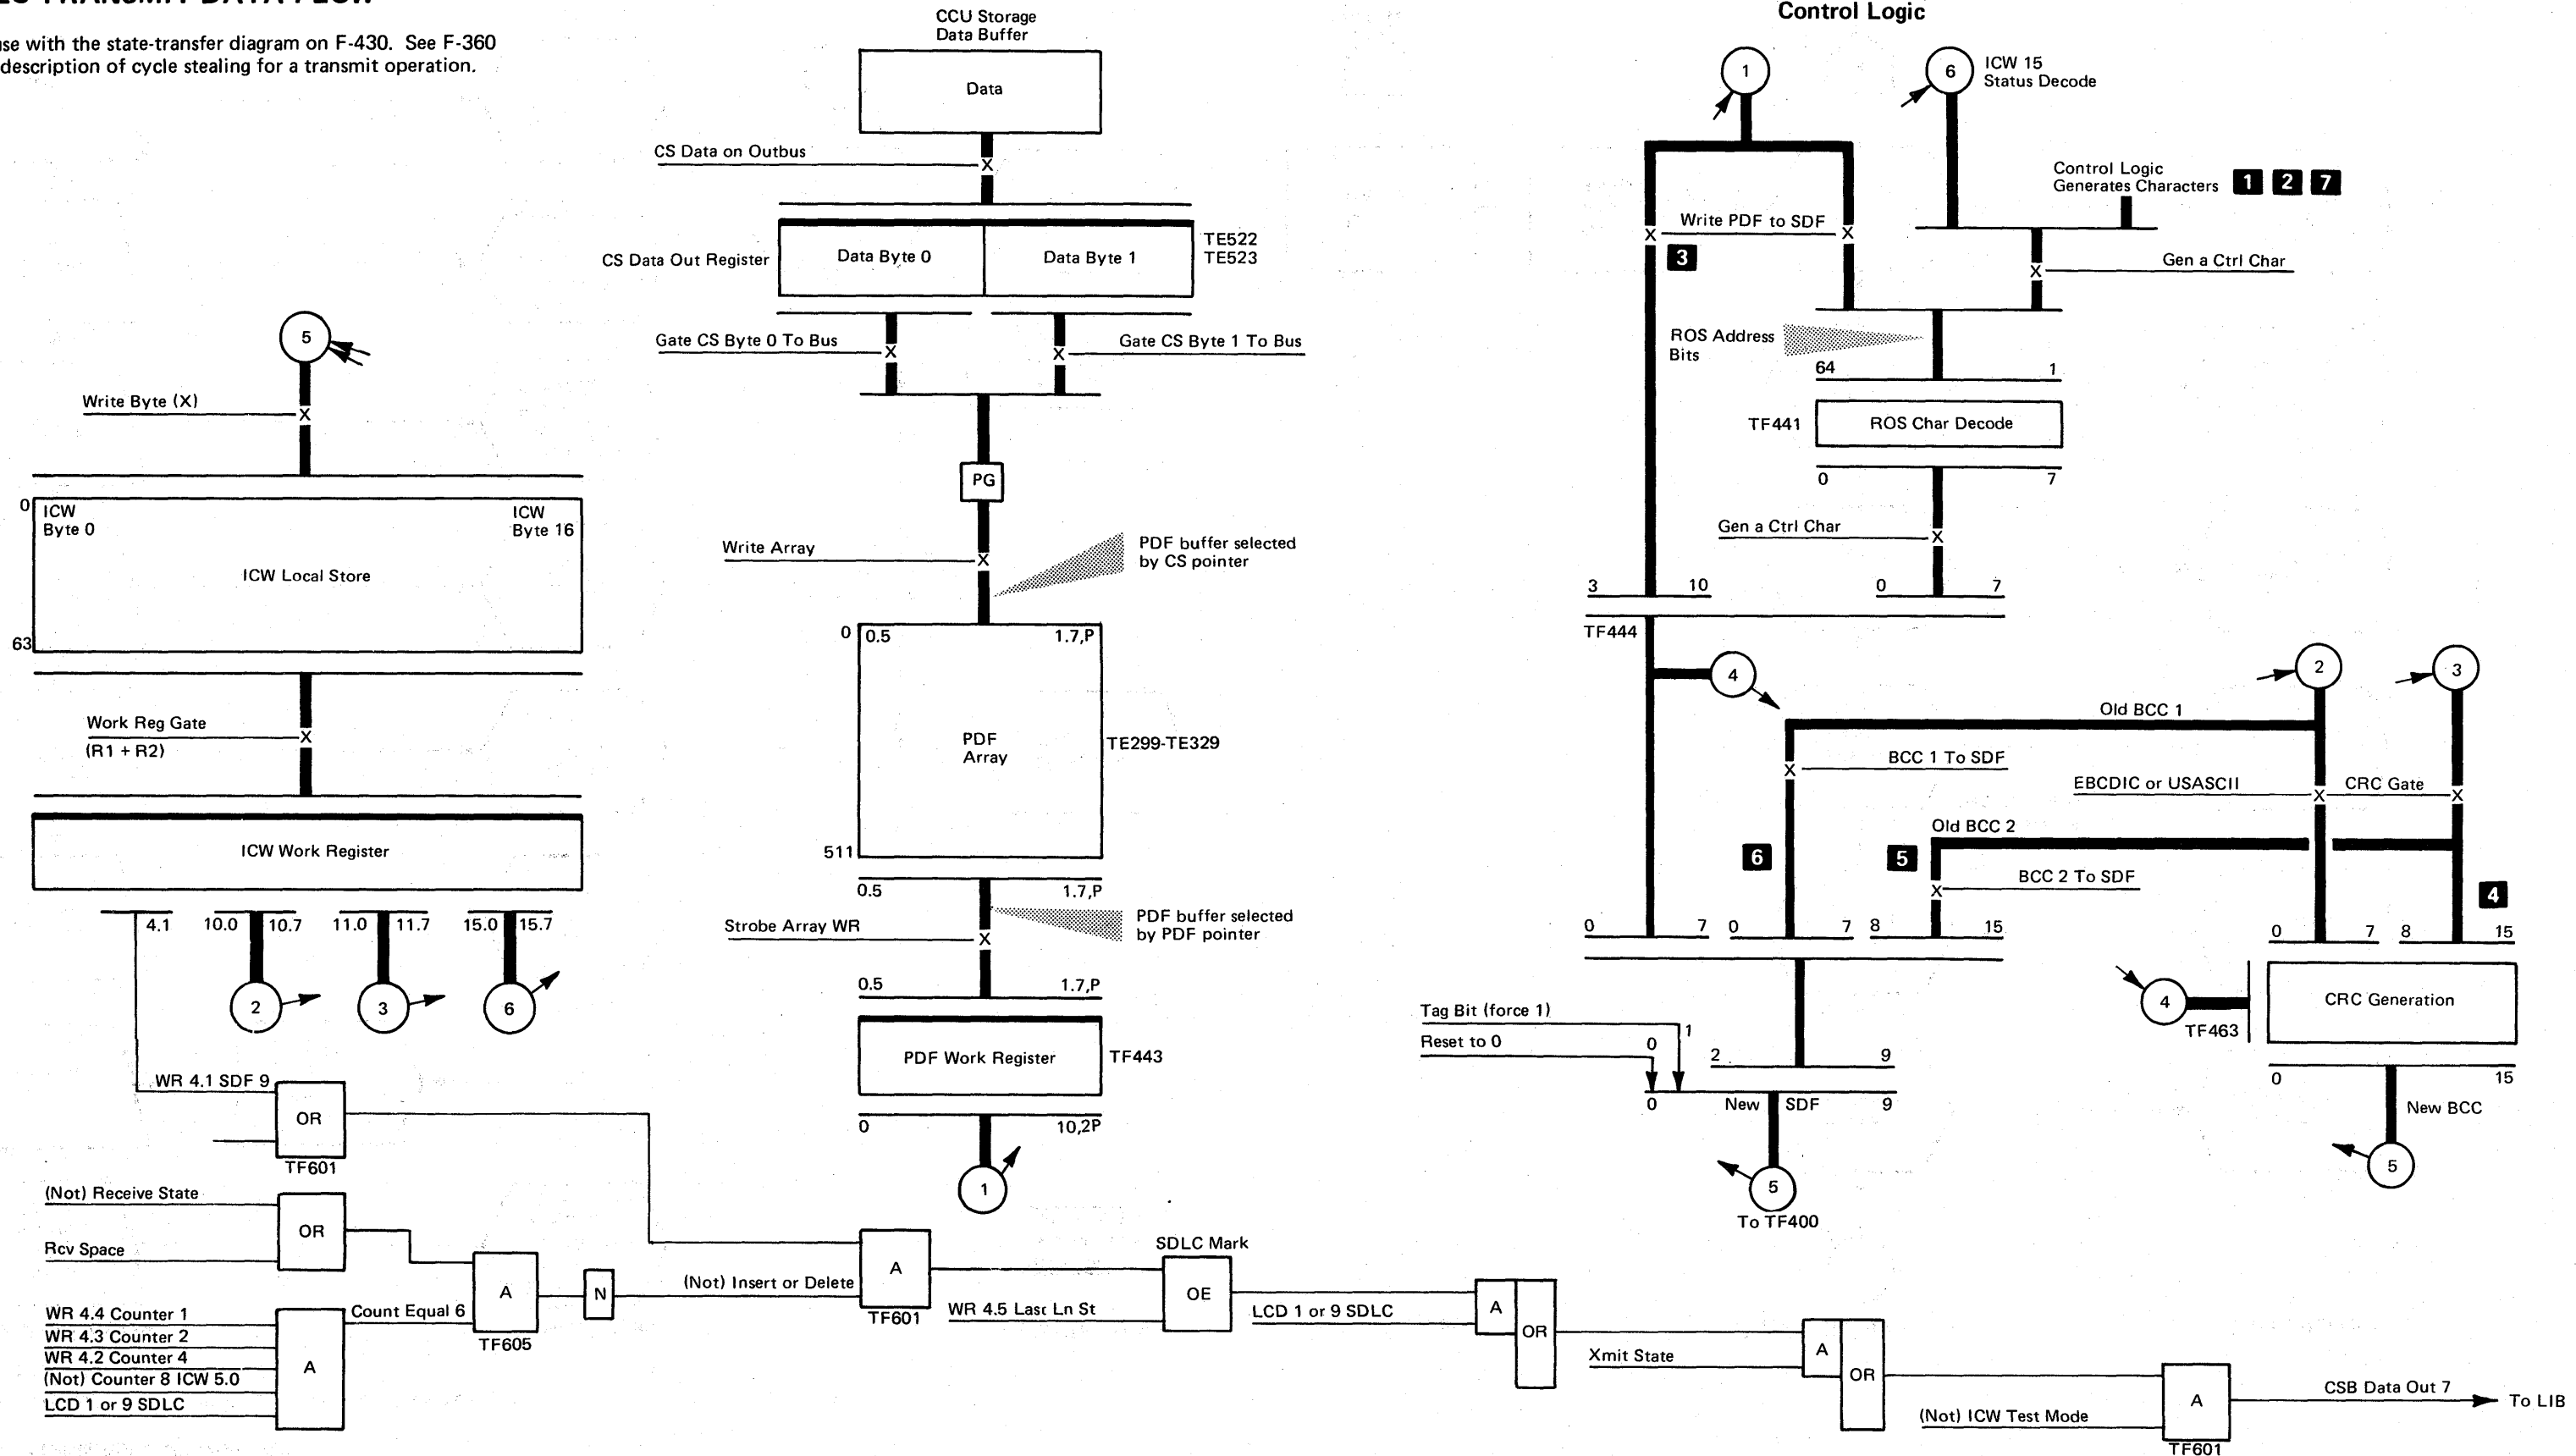 TRANSMIT DATA FLOW
use with the state-transfer diagram on F-430. See F-360
description of cycle stealing for a transmit operation.
5
Write Byte (X)
0
ICW
Byte 0
ICW
Byte 16
ICW Local Store
63
Work Reg Gate
(R1 + R2)
ICW Work Register
4.1
10.0
10.7
11.0
11.7
15.0
15.7
2
3
6
WR 4.1 SDF 9
OR
TF601
(Not) Receive State
Rcv Space
OR
WR 4.4 Counter 1
WR 4.3 Counter 2
WR 4.2 Counter 4
(Not) Counter 8 ICW 5.0
LCD 1 or 9 SDLC
A
Count Equal 6
A
TF605
N
(Not) Insert or Delete
A
TF601
CCU Storage
Data Buffer
Data
CS Data on Outbus
X
CS Data Out Register
Data Byte 0
Data Byte 1
TE522
TE523
Gate CS Byte 0 To Bus
Gate CS Byte 1 To Bus
PG
Write Array
PDF buffer selected
by CS pointer
0
0.5
1.7,P
PDF
Array
TE299-TE329
511
0.5
1.7,P
Strobe Array WR
PDF buffer selected
by PDF pointer
0.5
1.7,P
PDF Work Register
TF443
0
10,2P
1
WR 4.5 Last Ln St
SDLC Mark
OE
LCD 1 or 9 SDLC
A
OR
Xmit State
A
OR
(Not) ICW Test Mode
A
TF601
CSB Data Out 7
To LIB
Control Logic
1
6
ICW 15
Status Decode
Control Logic
Generates Characters
1 2 7
Write PDF to SDF
3
Gen a Ctrl Char
ROS Address
Bits
64
1
TF441
ROS Char Decode
0
7
Gen a Ctrl Char
3
10
0
7
TF444
4
2
3
Old BCC 1
BCC 1 To SDF
EBCDIC or USASCII
CRC Gate
Old BCC 2
6
5
BCC 2 To SDF
4
0
7
0
7
8
15
0
7
8
15
Tag Bit (force 1)
Reset to 0
0
1
2
9
0
New
SDF
9
5
To TF400
4
TF463
CRC Generation
0
15
New BCC
5